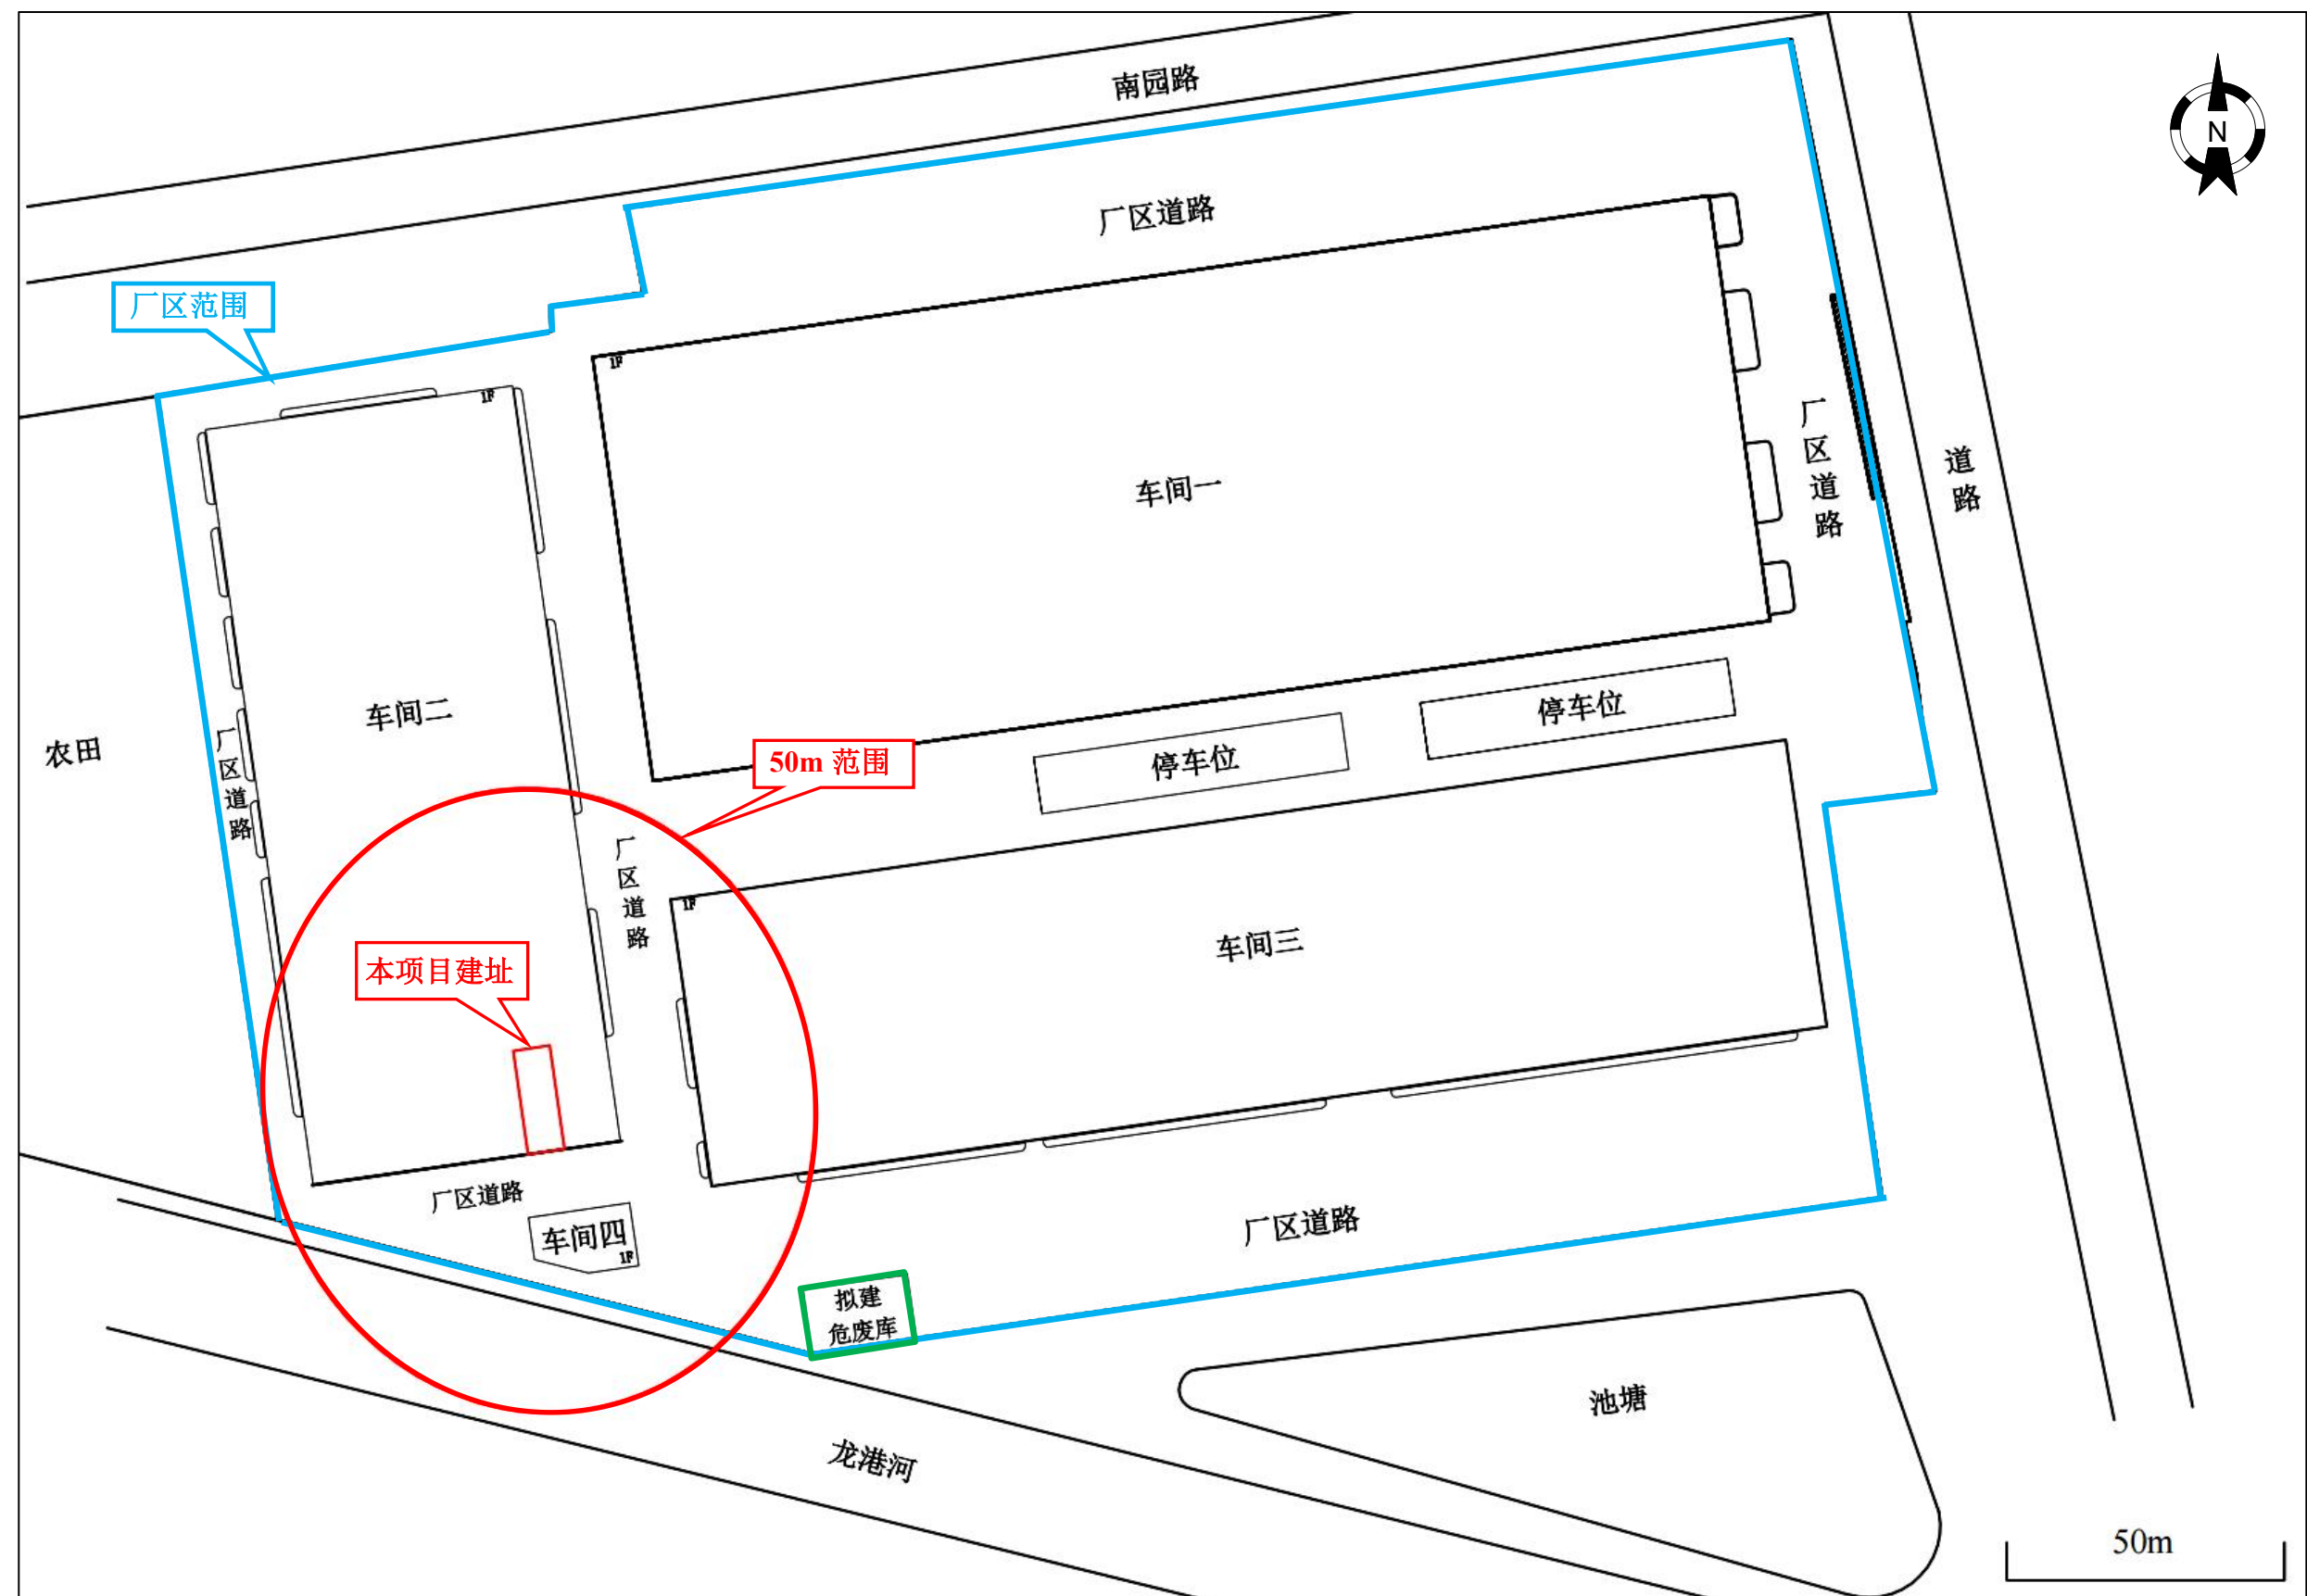 南园路
N
厂区道路
厂区范围
1F
1F
车间一
厂区道路
道路
车间二
停车位
停车位
农田
厂区道路
50m 范围
厂区道路
1F
车间三
本项目建址
厂区道路
车间四
1F
厂区道路
拟建
危废库
池塘
龙港河
50m